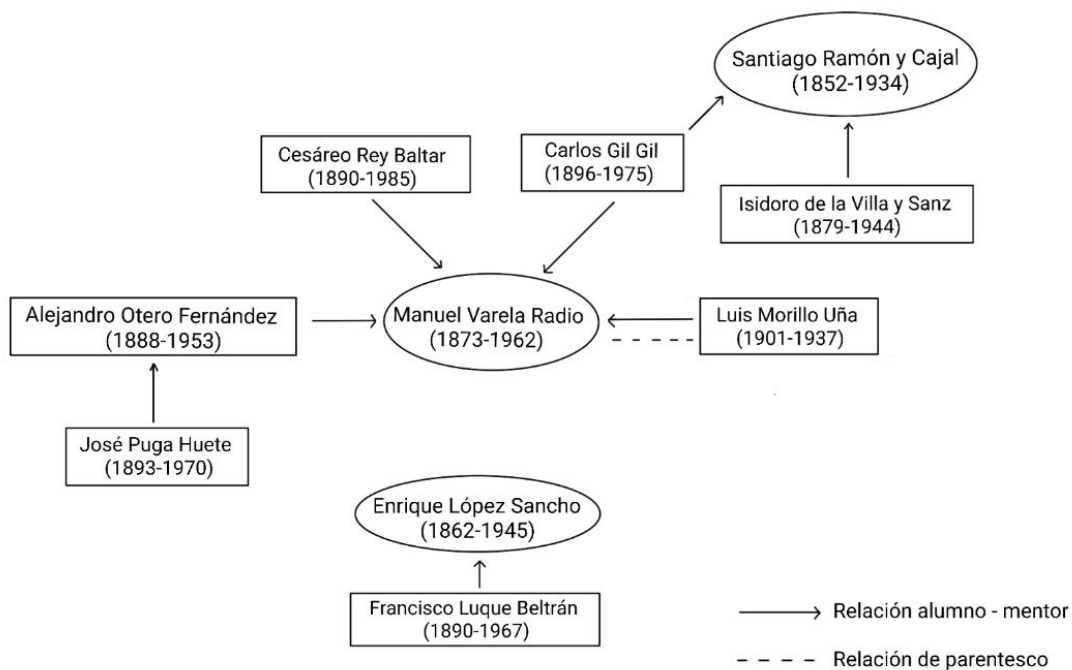 Santiago Ramón y Cajal
(1852-1934)
Cesáreo Rey Baltar
(1890-1985)
Carlos Gil Gil
(1896-1975)
Isidoro de la Villa y Sanz
(1879-1944)
Alejandro Otero Fernández
(1888-1953)
Manuel Varela Radio
(1873-1962)
Luis Morillo Uña
(1901-1937)
José Puga Huete
(1893-1970)
Enrique López Sancho
(1862-1945)
Francisco Luque Beltrán
(1890-1967)
Relación alumno - mentor
Relación de parentesco